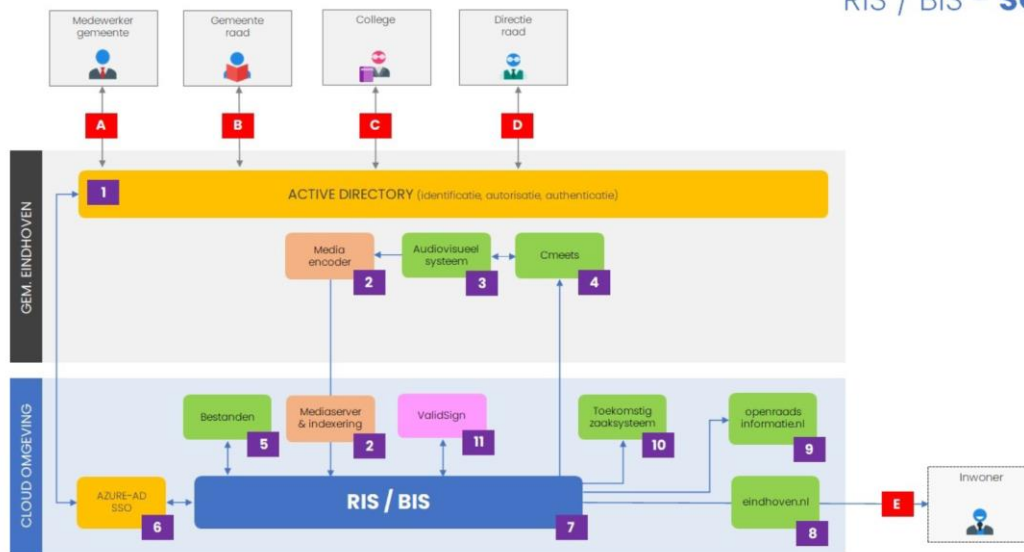 RIS / BIS -
Medewerker
gemeente
Gemeente
raad
College
Directie
raad
A
B
C
D
GEM. EINDHOVEN
1
ACTIVE DIRECTORY (identificatie, autorisatie, authenticatie)
Media
encoder
2
Audiovisueel
systeem
3
Cmeets
4
CLOUD OMGEVING
Bestanden
5
Mediaserver
& indexering
2
ValidSign
11
Toekomstig
zaaksysteem
10
openraads
informatie.nl
9
AZURE-AD
SSO
6
RIS / BIS
7
eindhoven.nl
8
E
Inwoner